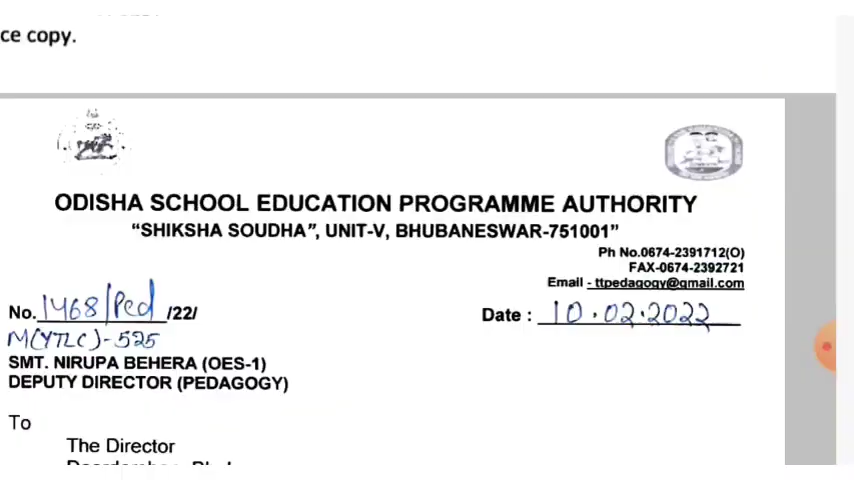 ce copy.
ODISHA SCHOOL EDUCATION PROGRAMME AUTHORITY
“SHIKSHA SOUDHA”, UNIT-V, BHUBANESWAR-751001”
Ph No.0674-2391712(O)
FAX-0674-2392721
Email - ttpedagogy@gmail.com
No. 1468/Ped /22/
Date : 10.02.2022
M(YTLC)-525
SMT. NIRUPA BEHERA (OES-1)
DEPUTY DIRECTOR (PEDAGOGY)
To
The Director